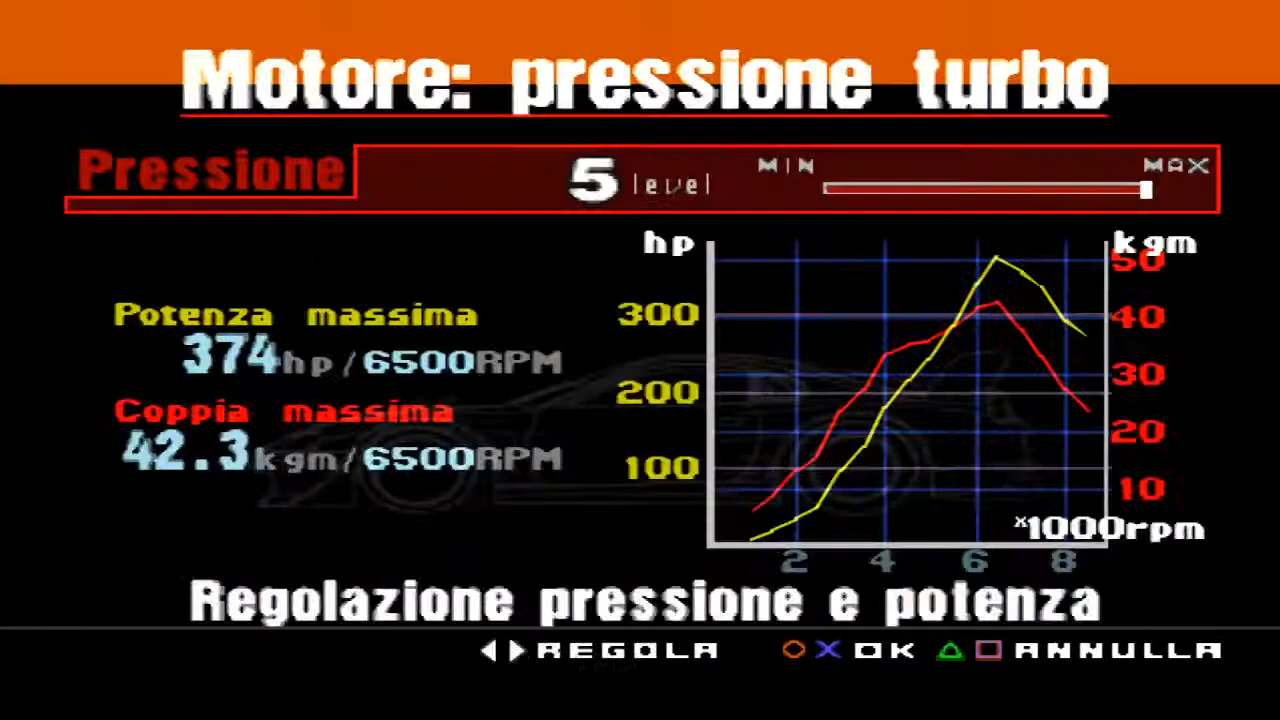 Motore: pressione turbo
Pressione 5 level MIN MAX
hp kgm
50
Potenza massima 300 40
374hp/6500RPM
30
200
Coppia massima
20
42.3kgm/6500RPM 100
10
x1000rpm
2 4 6 8
Regolazione pressione e potenza
REGOLA OK ANNULLA